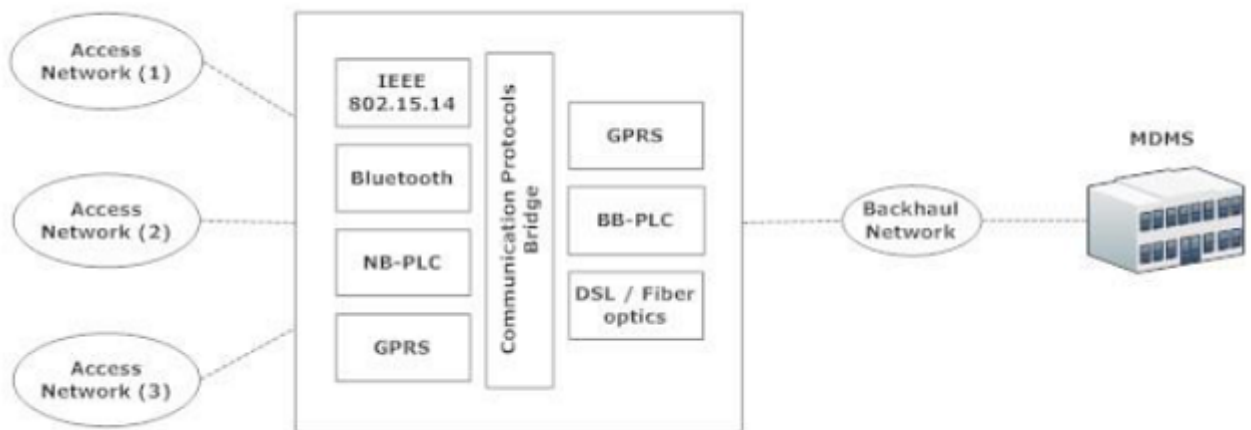 Access
Network (1)
Access
Network (2)
Access
Network (3)
IEEE
802.15.14
Bluetooth
NB-PLC
GPRS
Communication Protocols
Bridge
GPRS
BB-PLC
DSL / Fiber
optics
Backhaul
Network
MDMS